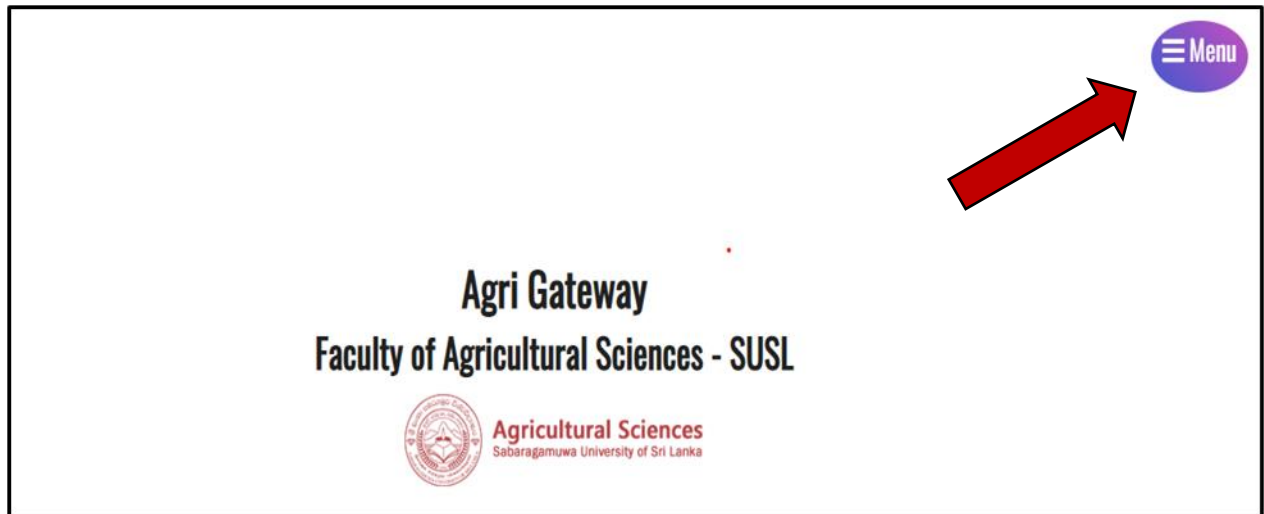 Menu
Agri Gateway
Faculty of Agricultural Sciences - SUSL
Agricultural Sciences
Sabaragamuwa University of Sri Lanka